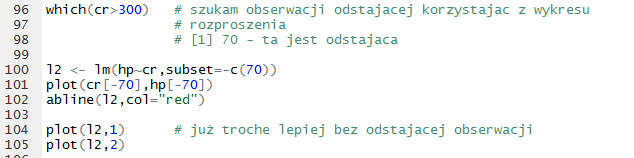 96 which(cr>300)   # szukam obserwacji odstajacej korzystajac z wykresu
97                 # rozproszenia
98                 # [1] 70 – ta jest odstajaca
99
100 l2 <- lm(hp~cr,subset=-c(70))
101 plot(cr[-70],hp[-70])
102 abline(l2,col="red")
103
104 plot(l2,1)      # już troche lepiej bez odstajacej obserwacji
105 plot(l2,2)